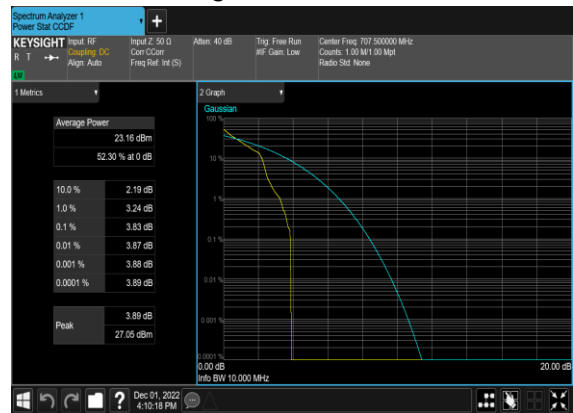 Spectrum Analyzer 1
Power Stat CCDF
+
KEYSIGHT
R T
LW
Input: RF
Coupling: DC
Align: Auto
Input Z: 50 Ω
Corr CCorr
Freq Ref: Int (S)
Atten: 40 dB
Trig: Free Run
#IF Gain: Low
Center Freq: 707.500000 MHz
Counts: 1.00 M/1.00 Mpt
Radio Std: None
1 Metrics
Average Power
23.16 dBm
52.30 % at 0 dB
10.0 % 2.19 dB
1.0 % 3.24 dB
0.1 % 3.83 dB
0.01 % 3.87 dB
0.001 % 3.88 dB
0.0001 % 3.89 dB
Peak
3.89 dB
27.05 dBm
2 Graph
Gaussian
100 %
10 %
1 %
0.1 %
0.01 %
0.001 %
0.0001 %
0.00 dB 20.00 dB
Info BW 10.000 MHz
?
Dec 01, 2022
4:10:18 PM